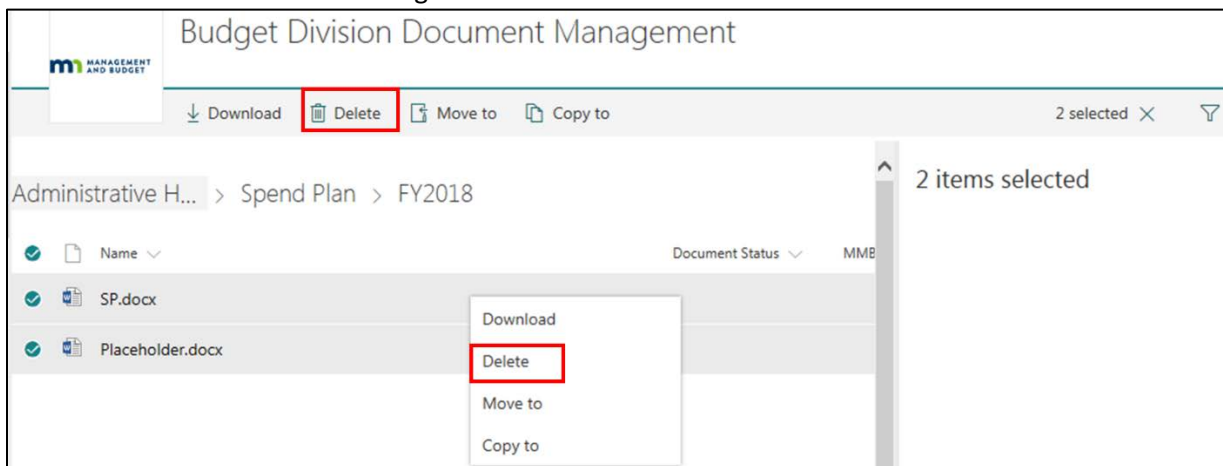 Budget Division Document Management
MANAGEMENT
AND BUDGET
Download Delete Move to Copy to 2 selected
Administrative H... > Spend Plan > FY2018
2 items selected
Name Document Status MMB
SP.docx
Placeholder.docx
Download
Delete
Move to
Copy to